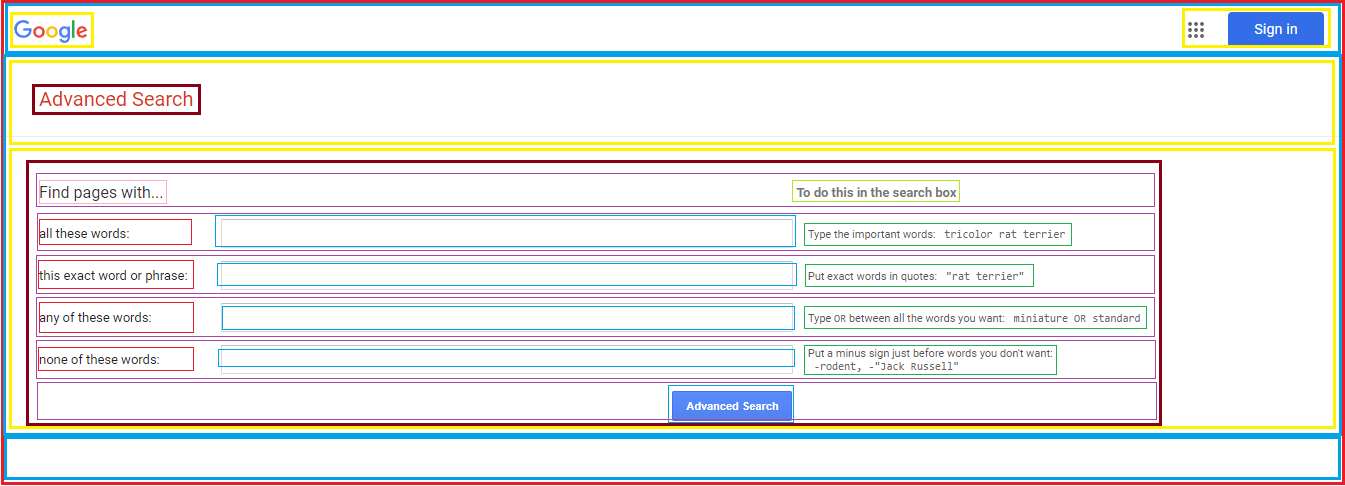 Google
Sign in
Advanced Search
Find pages with...
To do this in the search box
all these words:
Type the important words: tricolor rat terrier
this exact word or phrase:
Put exact words in quotes: "rat terrier"
any of these words:
Type OR between all the words you want: miniature OR standard
none of these words:
Put a minus sign just before words you don't want:
-rodent, -"Jack Russell"
Advanced Search